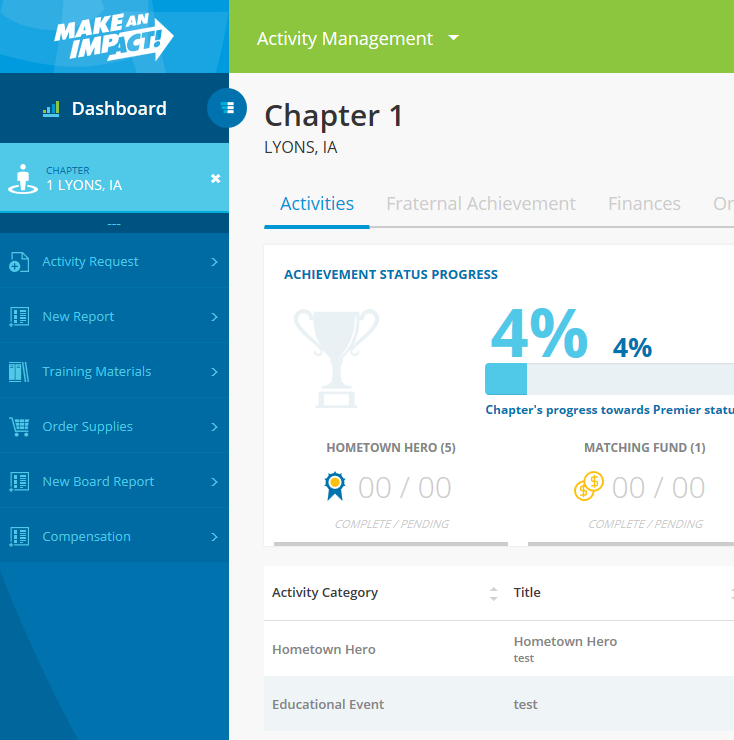 MAKE AN
IMPACT!
Activity Management
Dashboard
Chapter 1
LYONS, IA
CHAPTER
1 LYONS, IA
---
Activity Request
New Report
Training Materials
Order Supplies
New Board Report
Compensation
Activities Fraternal Achievement Finances Or
ACHIEVEMENT STATUS PROGRESS
4% 4%
Chapter's progress towards Premier statu
HOMETOWN HERO (5) MATCHING FUND (1)
00 / 00 00 / 00
COMPLETE / PENDING COMPLETE / PENDING
Activity Category Title
Hometown Hero Hometown Hero
test
Educational Event test